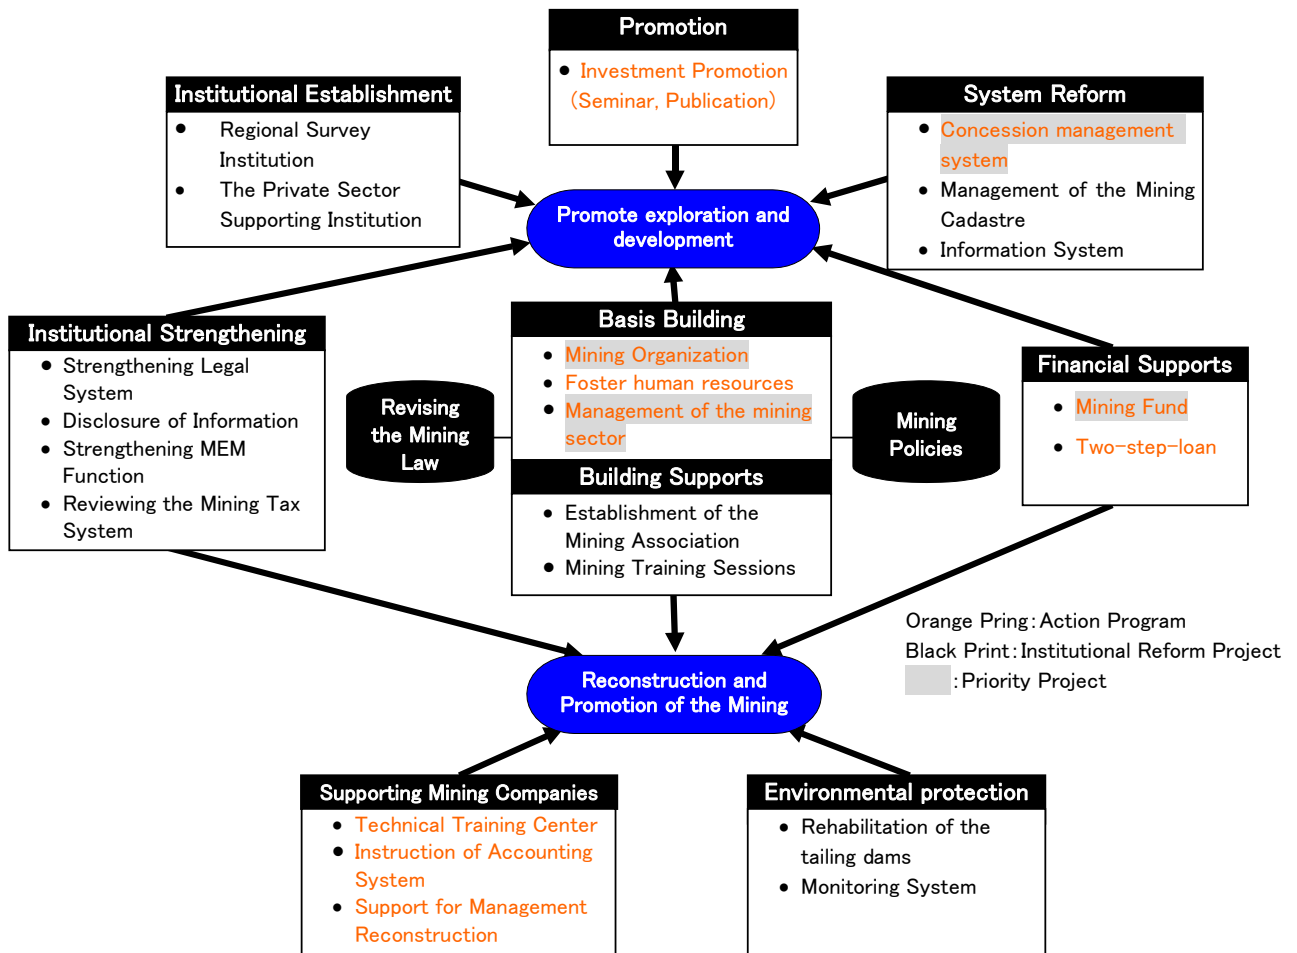 Promotion
• Investment Promotion
(Seminar, Publication)
Institutional Establishment
• Regional Survey
Institution
• The Private Sector
Supporting Institution
System Reform
• Concession management
system
• Management of the Mining
Cadastre
• Information System
Promote exploration and
development
Institutional Strengthening
• Strengthening Legal
System
• Disclosure of Information
• Strengthening MEM
Function
• Reviewing the Mining Tax
System
Revising
the Mining
Law
Basis Building
• Mining Organization
• Foster human resources
• Management of the mining
sector
Building Supports
• Establishment of the
Mining Association
• Mining Training Sessions
Mining
Policies
Financial Supports
• Mining Fund
• Two-step-loan
Orange Pring:Action Program
Black Print:Institutional Reform Project
:Priority Project
Reconstruction and
Promotion of the Mining
Supporting Mining Companies
• Technical Training Center
• Instruction of Accounting
System
• Support for Management
Reconstruction
Environmental protection
• Rehabilitation of the
tailing dams
• Monitoring System